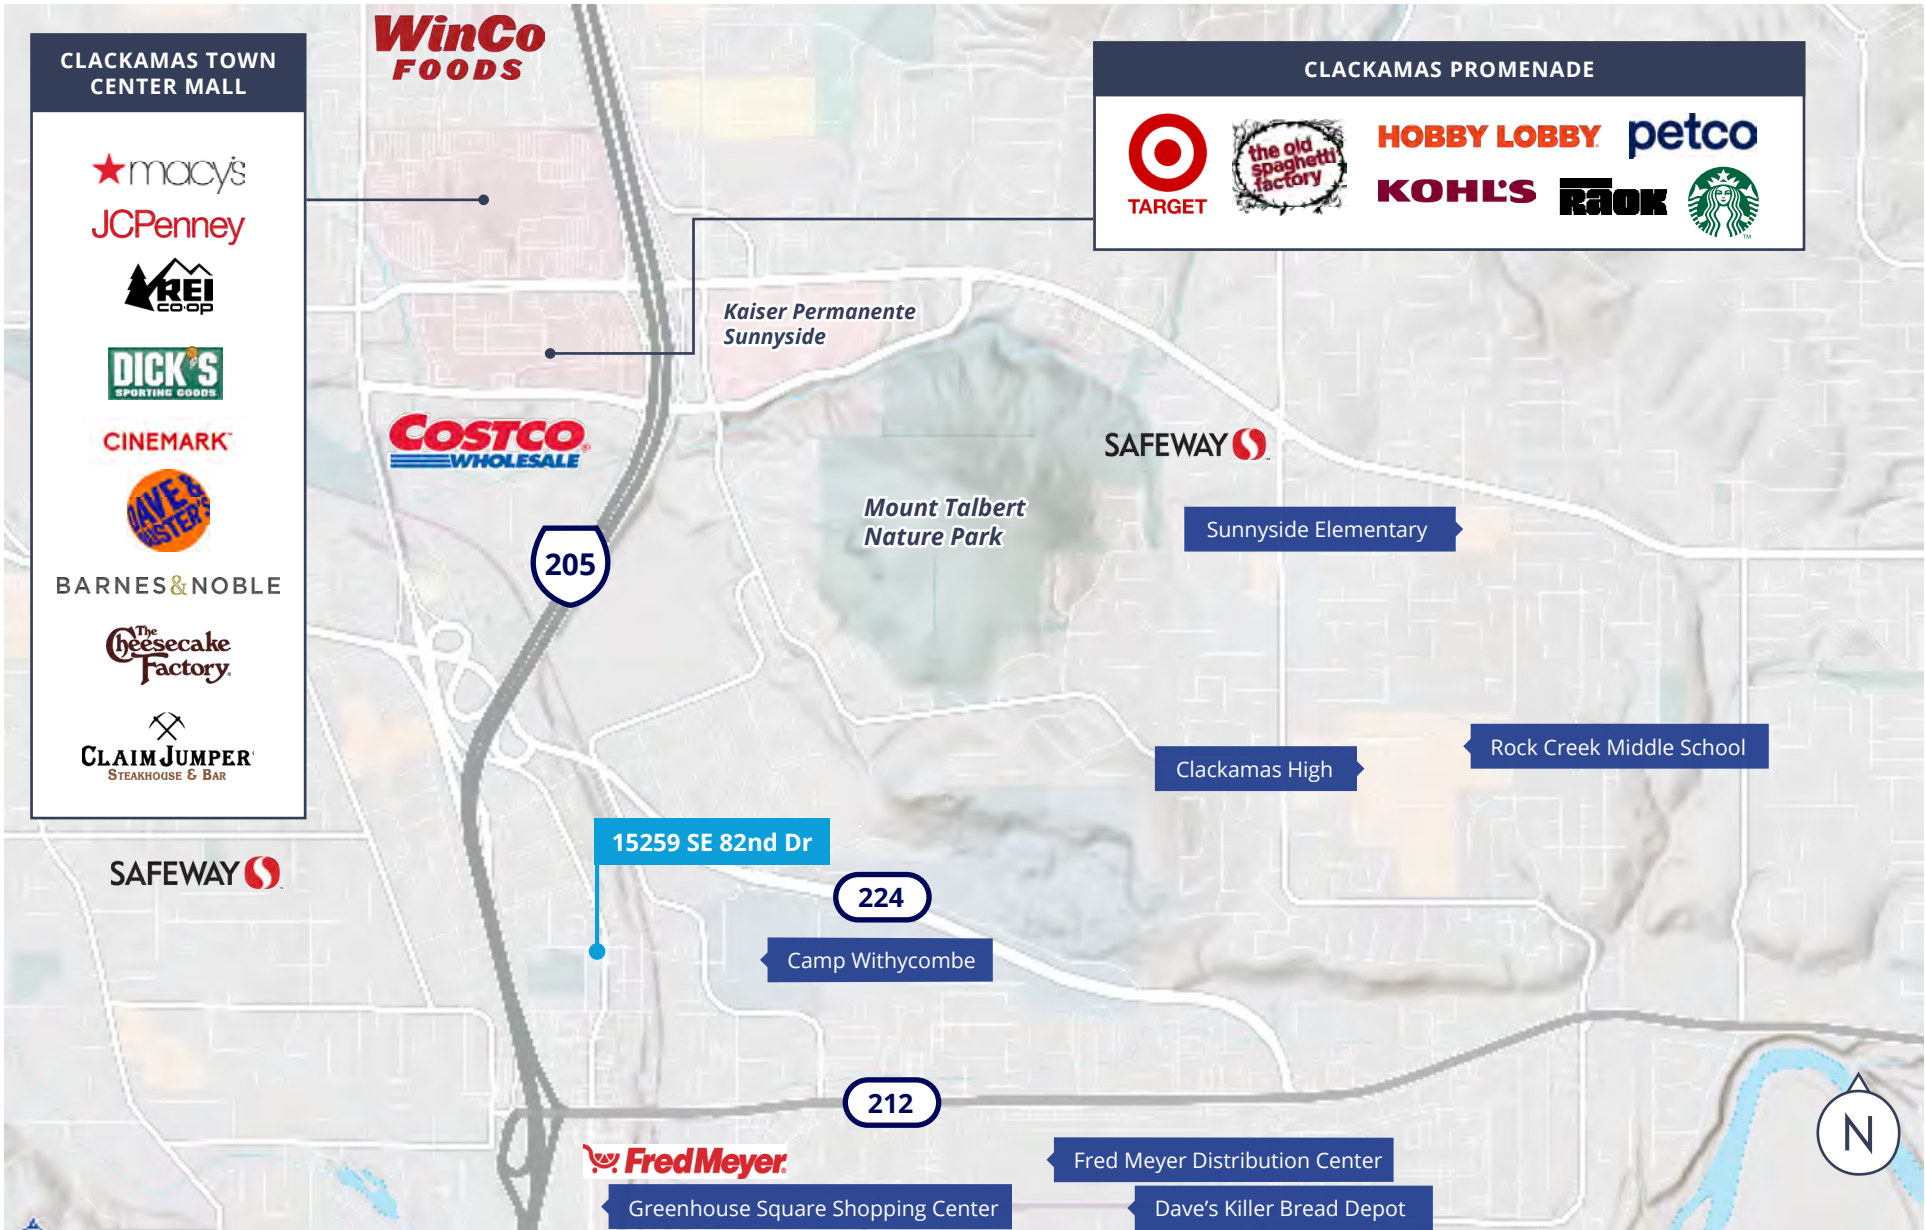 WinCo
FOODS
CLACKAMAS TOWN
CENTER MALL
macy's
JCPenney
REI
co·op
DICK'S
SPORTING GOODS
CINEMARK
DAVE &
BUSTER'S
BARNES & NOBLE
The
Cheesecake
Factory
CLAIM JUMPER
STEAKHOUSE & BAR
CLACKAMAS PROMENADE
TARGET
the old
spaghetti
factory
HOBBY LOBBY
petco
KOHL'S
RACK
Kaiser Permanente
Sunnyside
COSTCO
WHOLESALE
SAFEWAY
Mount Talbert
Nature Park
Sunnyside Elementary
205
Rock Creek Middle School
Clackamas High
15259 SE 82nd Dr
SAFEWAY
224
Camp Withycombe
212
N
Fred Meyer
Fred Meyer Distribution Center
Greenhouse Square Shopping Center
Dave's Killer Bread Depot